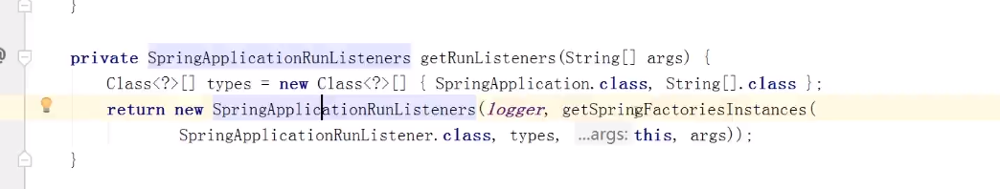 }
private SpringApplicationRunListeners getRunListeners(String[] args) {
Class<?>[] types = new Class<?>[] { SpringApplication.class, String[].class };
return new SpringApplicationRunListeners(logger, getSpringFactoriesInstances(
SpringApplicationRunListener.class, types, ...args: this, args));
}